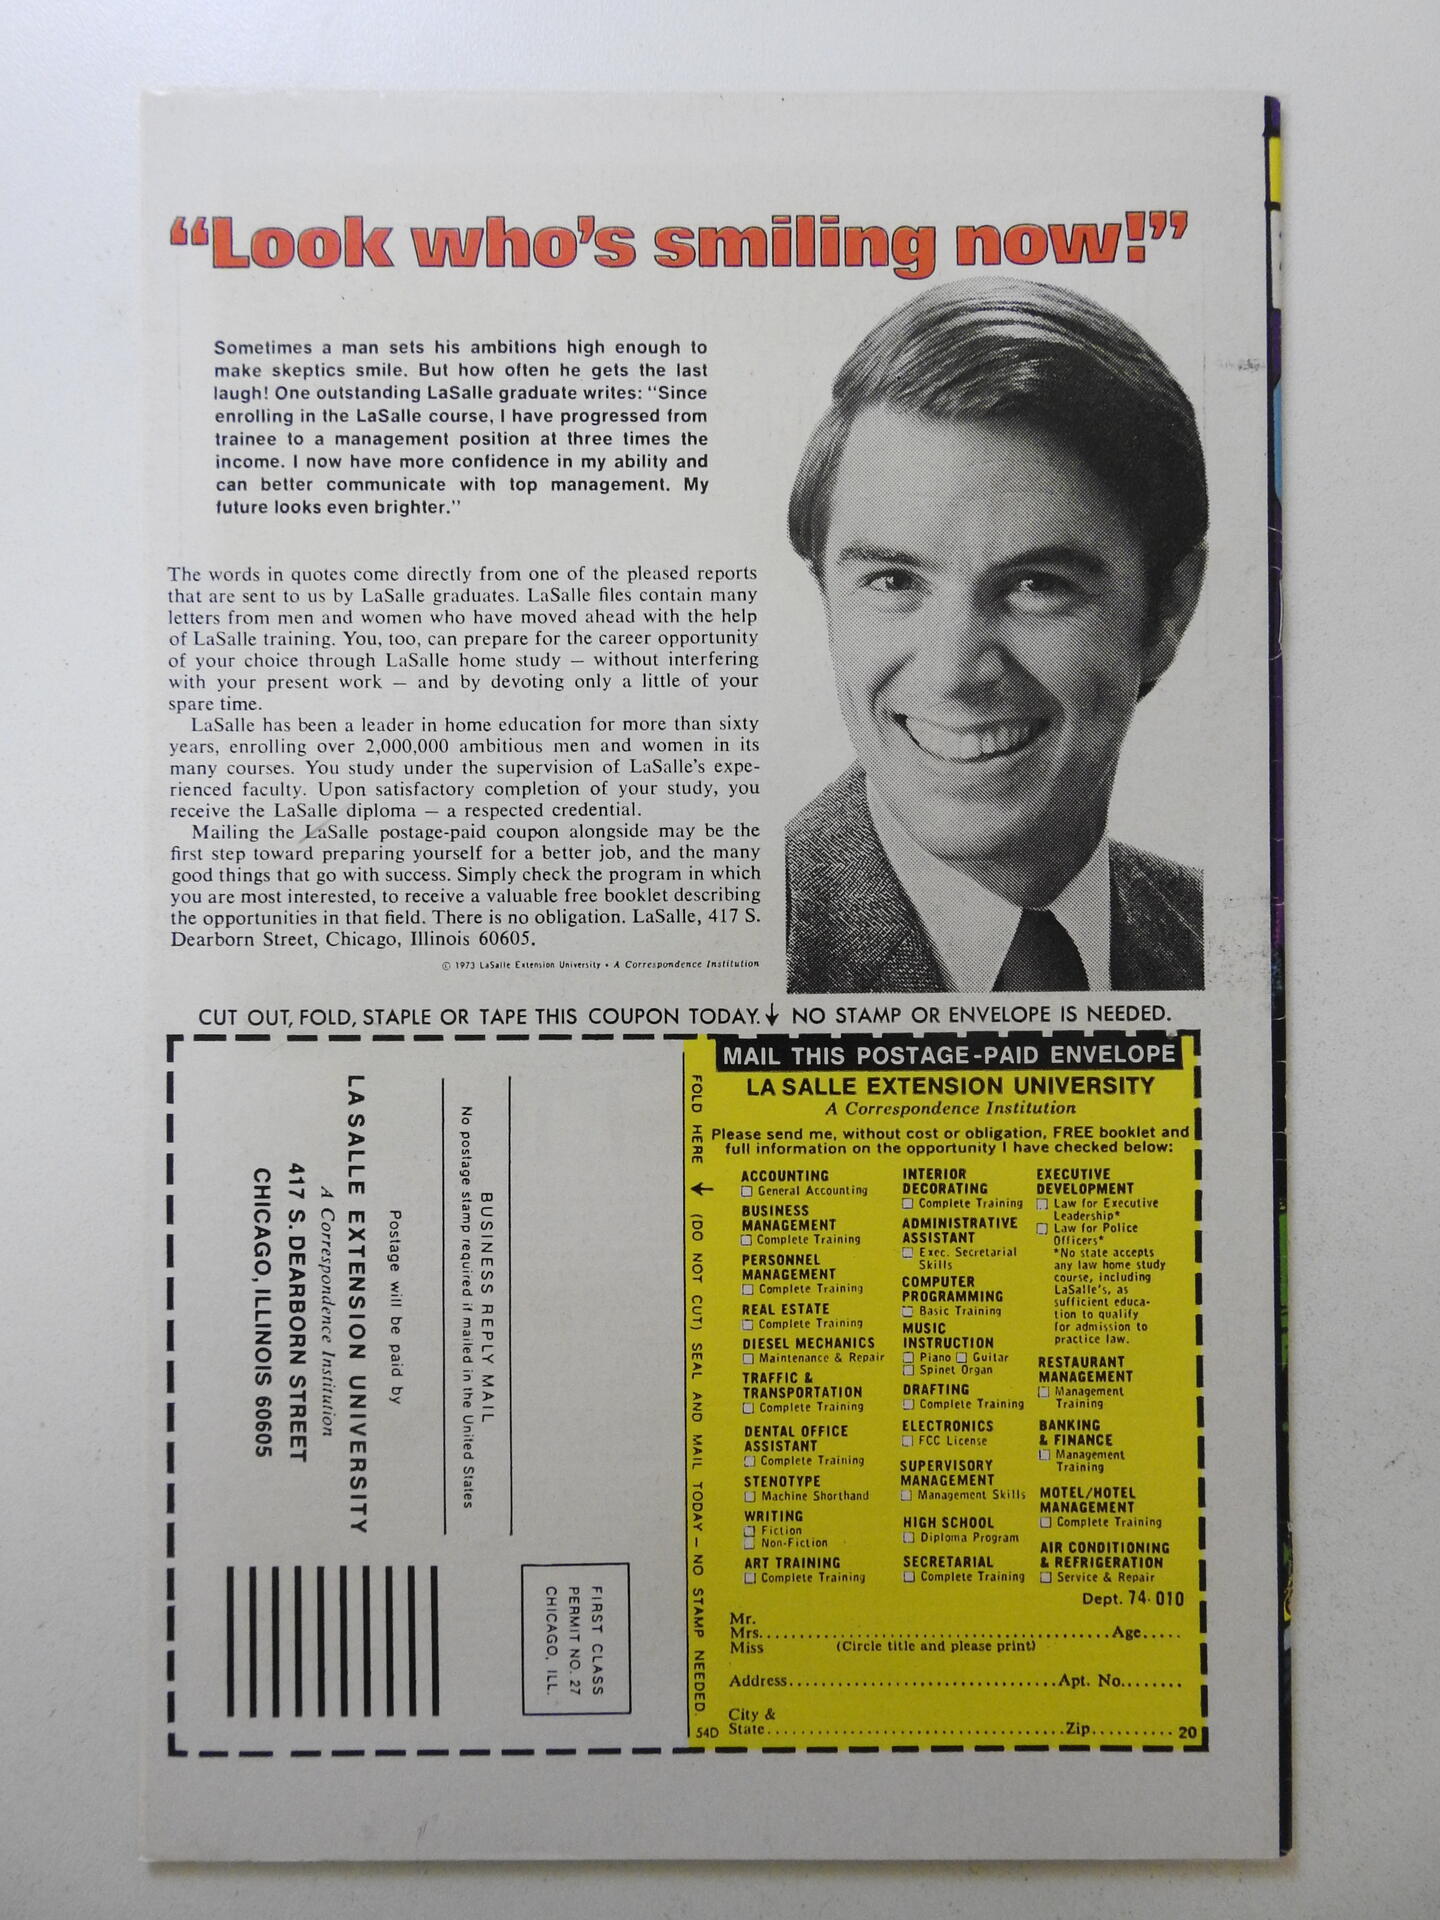 “Look who's smiling now!”
Sometimes a man sets his ambitions high enough to
make skeptics smile. But how often he gets the last
laugh! One outstanding LaSalle graduate writes: “Since
enrolling in the LaSalle course, I have progressed from
trainee to a management position at three times the
income. I now have more confidence in my ability and
can better communicate with top management. My
future looks even brighter.”
The words in quotes come directly from one of the pleased reports
that are sent to us by LaSalle graduates. LaSalle files contain many
letters from men and women who have moved ahead with the help
of LaSalle training. You, too, can prepare for the career opportunity
of your choice through LaSalle home study — without interfering
with your present work — and by devoting only a little of your
spare time.
LaSalle has been a leader in home education for more than sixty
years, enrolling over 2,000,000 ambitious men and women in its
many courses. You study under the supervision of LaSalle's expe-
rienced faculty. Upon satisfactory completion of your study, you
receive the LaSalle diploma — a respected credential.
Mailing the LaSalle postage-paid coupon alongside may be the
first step toward preparing yourself for a better job, and the many
good things that go with success. Simply check the program in which
you are most interested, to receive a valuable free booklet describing
the opportunities in that field. There is no obligation. LaSalle, 417 S.
Dearborn Street, Chicago, Illinois 60605.
© 1973 LaSalle Extension University • A Correspondence Institution
CUT OUT, FOLD, STAPLE OR TAPE THIS COUPON TODAY. NO STAMP OR ENVELOPE IS NEEDED.
FIRST CLASS
PERMIT NO. 27
CHICAGO, ILL.
BUSINESS REPLY MAIL
No postage stamp required if mailed in the United States
Postage will be paid by
LA SALLE EXTENSION UNIVERSITY
A Correspondence Institution
417 S. DEARBORN STREET
CHICAGO, ILLINOIS 60605
FOLD HERE (DO NOT CUT) SEAL AND MAIL TODAY — NO STAMP NEEDED.
54D
MAIL THIS POSTAGE-PAID ENVELOPE
LA SALLE EXTENSION UNIVERSITY
A Correspondence Institution
Please send me, without cost or obligation, FREE booklet and
full information on the opportunity I have checked below:
ACCOUNTING
General Accounting
BUSINESS
MANAGEMENT
Complete Training
PERSONNEL
MANAGEMENT
Complete Training
REAL ESTATE
Complete Training
DIESEL MECHANICS
Maintenance & Repair
TRAFFIC &
TRANSPORTATION
Complete Training
DENTAL OFFICE
ASSISTANT
Complete Training
STENOTYPE
Machine Shorthand
WRITING
Fiction
Non-Fiction
ART TRAINING
Complete Training
INTERIOR
DECORATING
Complete Training
ADMINISTRATIVE
ASSISTANT
Exec. Secretarial
Skills
COMPUTER
PROGRAMMING
Basic Training
MUSIC
INSTRUCTION
Piano Guitar
Spinet Organ
DRAFTING
Complete Training
ELECTRONICS
FCC License
SUPERVISORY
MANAGEMENT
Management Skills
HIGH SCHOOL
Diploma Program
SECRETARIAL
Complete Training
EXECUTIVE
DEVELOPMENT
Law for Executive
Leadership*
Law for Police
Officers*
*No state accepts
any law home study
course, including
LaSalle's, as
sufficient educa-
tion to qualify
for admission to
practice law.
RESTAURANT
MANAGEMENT
Management
Training
BANKING
& FINANCE
Management
Training
MOTEL/HOTEL
MANAGEMENT
Complete Training
AIR CONDITIONING
& REFRIGERATION
Service & Repair
Dept. 74-010
Mr.
Mrs. Age
Miss (Circle title and please print)
Address Apt. No.
City &
State Zip 20